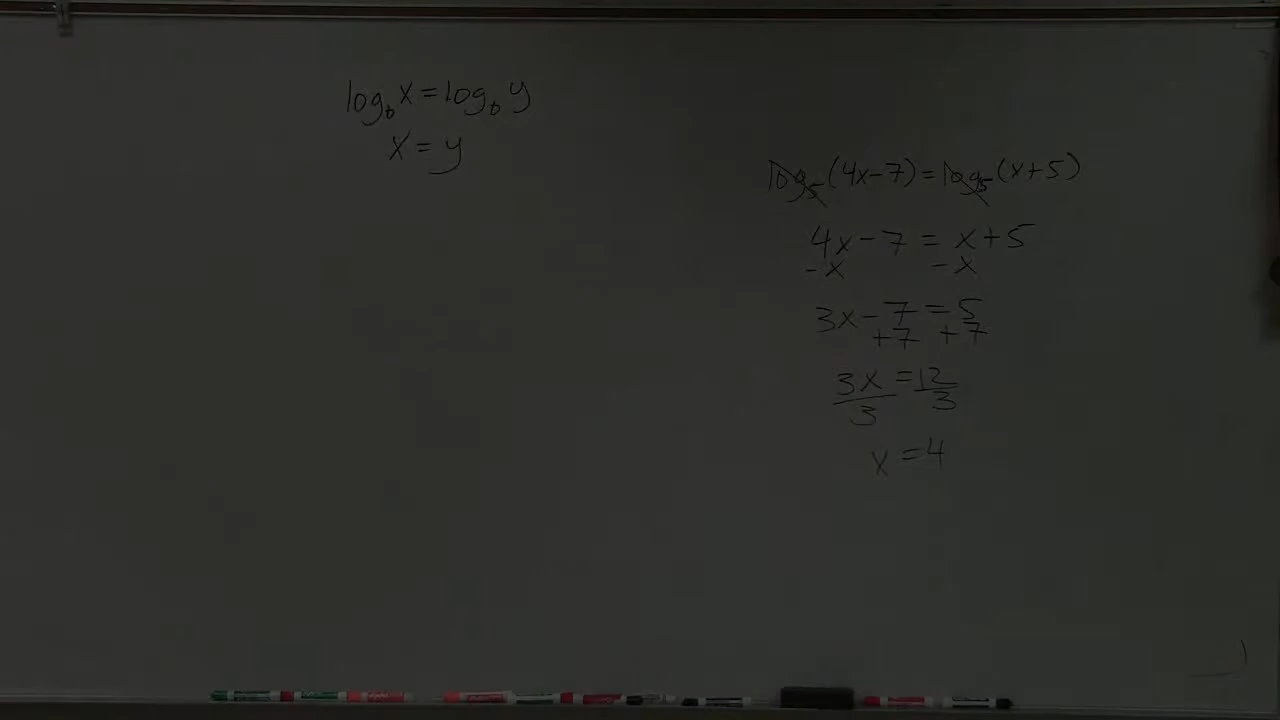 log_b x = log_b y
x = y
log_5 (4x-7) = log_5 (x+5)
4x - 7 = x + 5
-x -x
3x - 7 = 5
+7 +7
3x = 12
3 3
x = 4